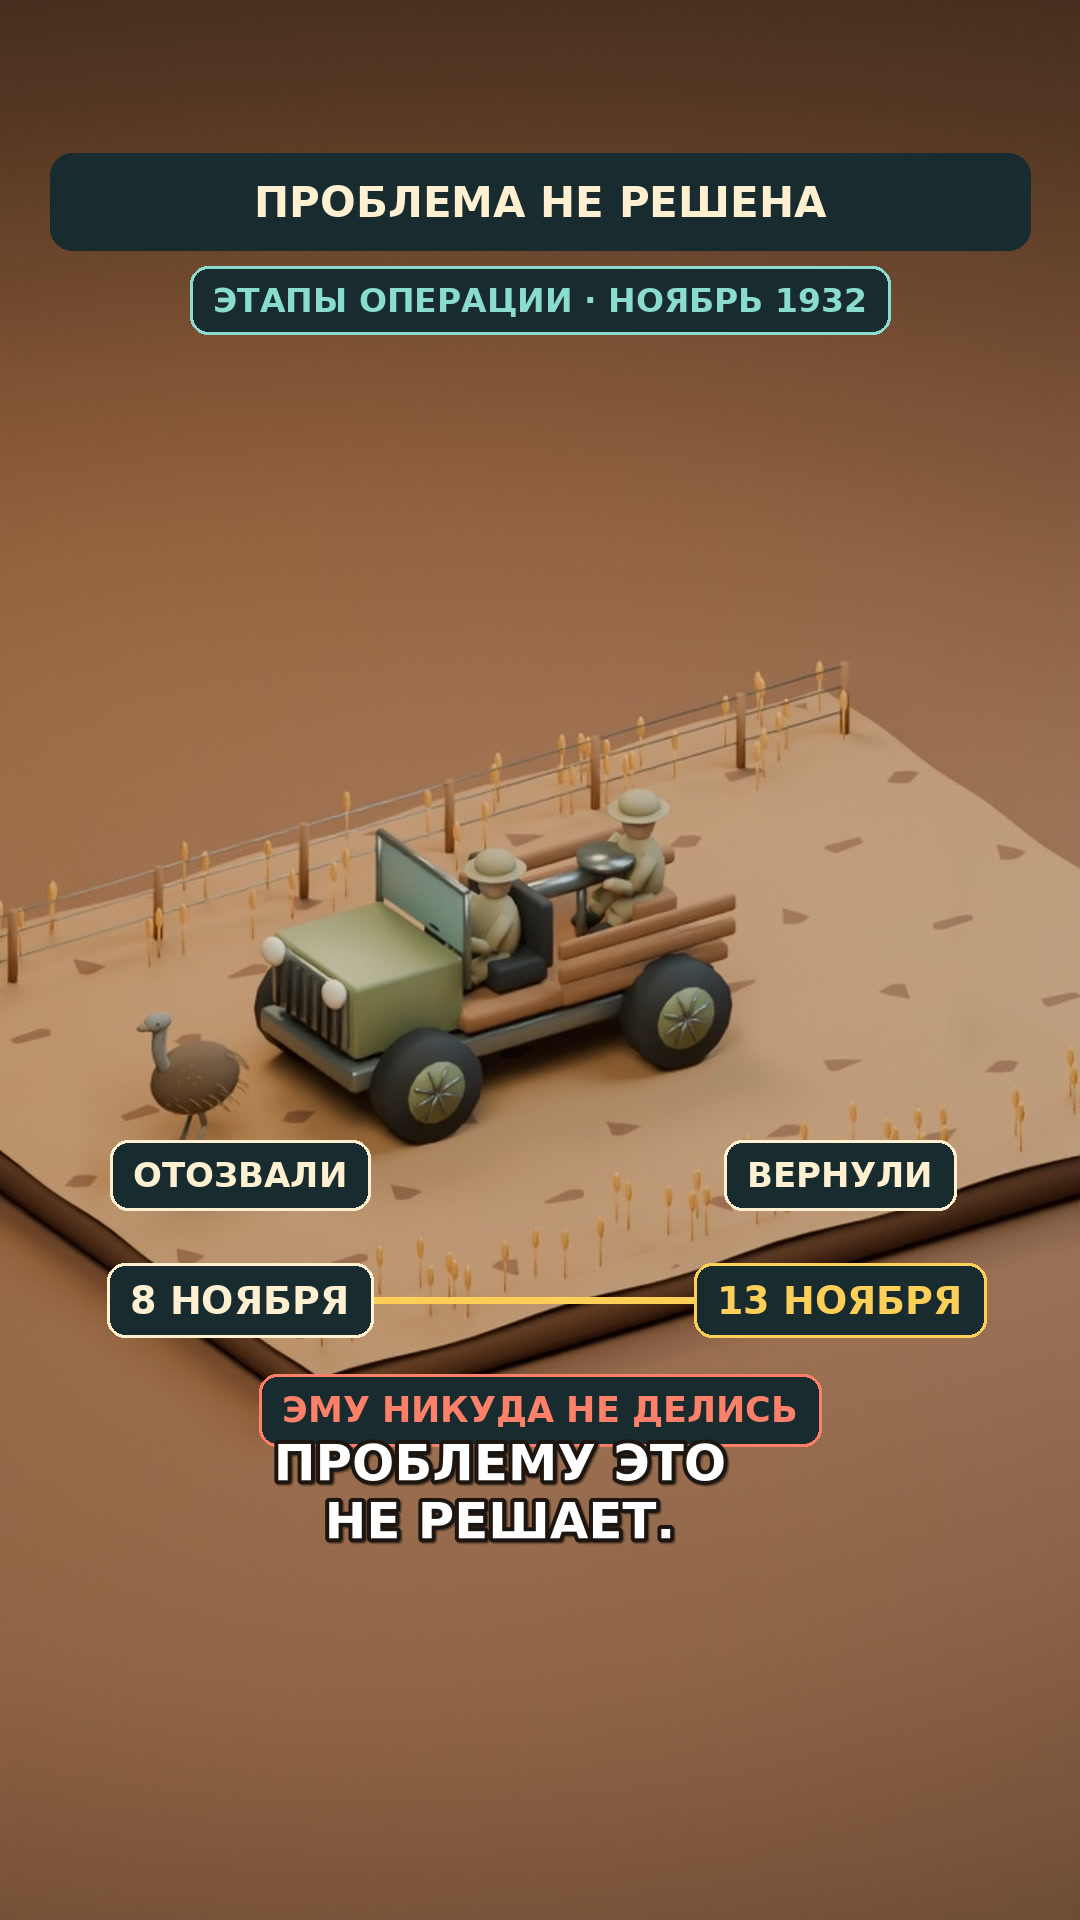 ПРОБЛЕМА НЕ РЕШЕНА
ЭТАПЫ ОПЕРАЦИИ · НОЯБРЬ 1932
ОТОЗВАЛИ
ВЕРНУЛИ
8 НОЯБРЯ
13 НОЯБРЯ
ЭМУ НИКУДА НЕ ДЕЛИСЬ
ПРОБЛЕМУ ЭТО
НЕ РЕШАЕТ.